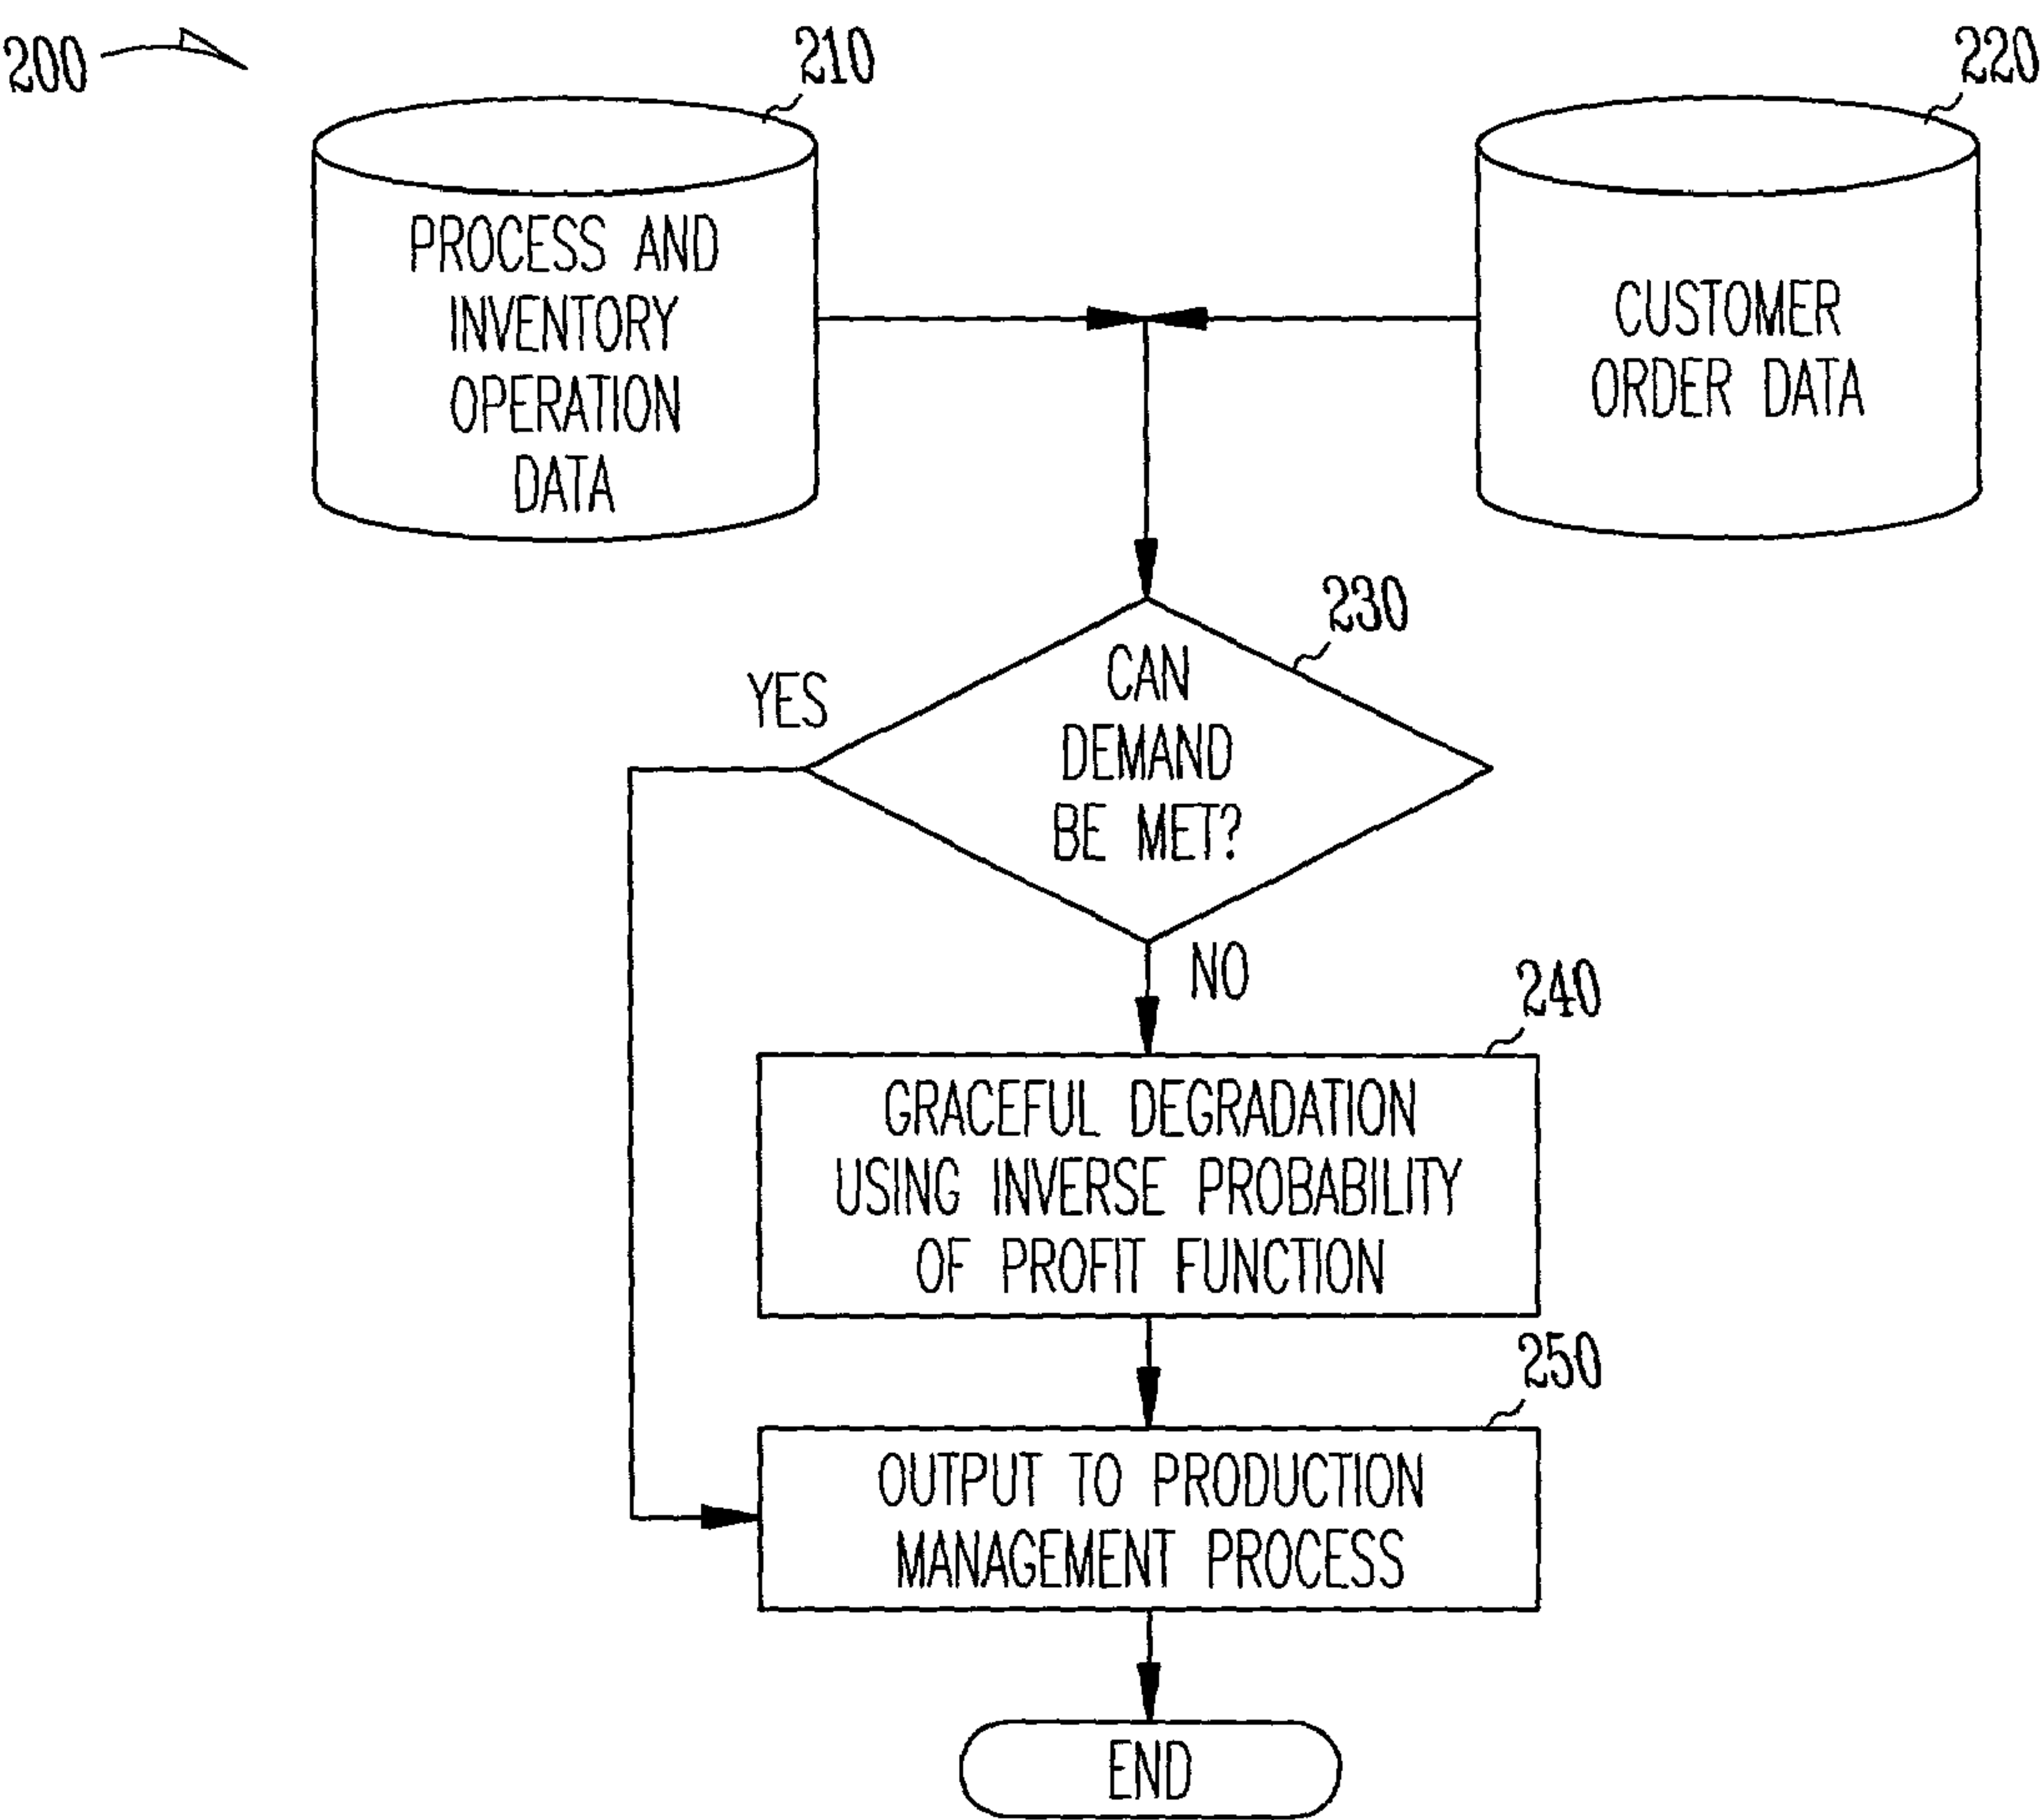 200
210
220
PROCESS AND
INVENTORY
OPERATION
DATA
CUSTOMER
ORDER DATA
230
YES
CAN
DEMAND
BE MET?
NO
240
GRACEFUL DEGRADATION
USING INVERSE PROBABILITY
OF PROFIT FUNCTION
250
OUTPUT TO PRODUCTION
MANAGEMENT PROCESS
END